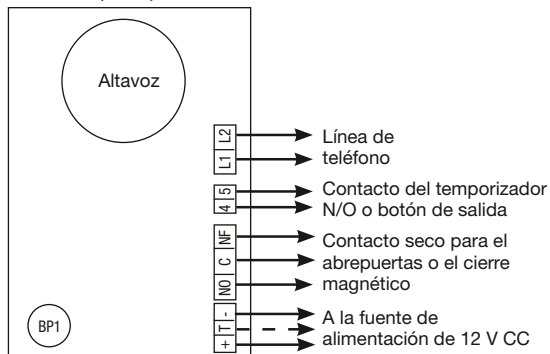 Altavoz
L2
L1
Línea de
teléfono
5
4
Contacto del temporizador
N/O o botón de salida
NF
C
NO
Contacto seco para el
abrepuertas o el cierre
magnético
-
T
+
A la fuente de
alimentación de 12 V CC
BP1